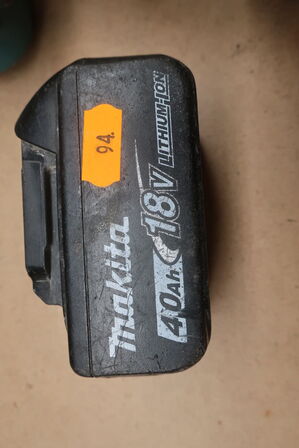 94.
makita
18V LITHIUM-ION
4.0Ah